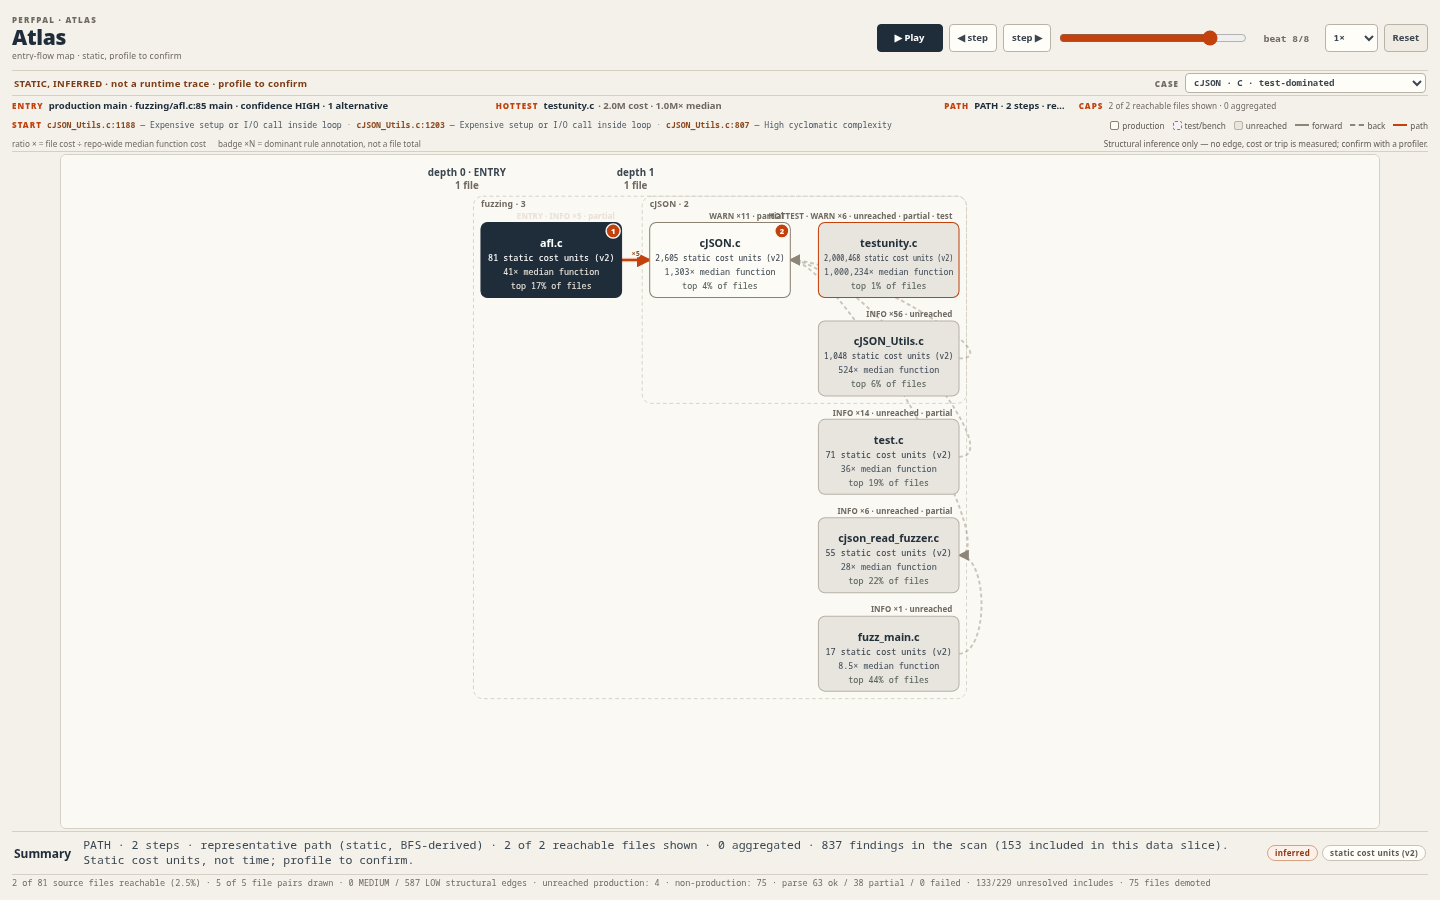 PERFPAL · ATLAS
Atlas
entry-flow map · static, profile to confirm
▶ Play
◀ step
step ▶
beat 8/8
1×
Reset
STATIC, INFERRED · not a runtime trace · profile to confirm
CASE
cJSON · C · test-dominated
ENTRY production main · fuzzing/afl.c:85 main · confidence HIGH · 1 alternative
HOTTEST testunity.c · 2.0M cost · 1.0M× median
PATH PATH · 2 steps · re…
CAPS 2 of 2 reachable files shown · 0 aggregated
START cJSON_Utils.c:1188 — Expensive setup or I/O call inside loop · cJSON_Utils.c:1203 — Expensive setup or I/O call inside loop · cJSON_Utils.c:807 — High cyclomatic complexity
production test/bench unreached forward back path
ratio × = file cost ÷ repo-wide median function cost badge ×N = dominant rule annotation, not a file total
Structural inference only — no edge, cost or trip is measured; confirm with a profiler.
depth 0 · ENTRY
1 file
depth 1
1 file
fuzzing · 3
cJSON · 2
ENTRY · INFO ×5 · partial
WARN ×11 · partial
HOTTEST · WARN ×6 · unreached · partial · test
1
afl.c
81 static cost units (v2)
41× median function
top 17% of files
×5
2
cJSON.c
2,605 static cost units (v2)
1,303× median function
top 4% of files
testunity.c
2,000,468 static cost units (v2)
1,000,234× median function
top 1% of files
INFO ×56 · unreached
cJSON_Utils.c
1,048 static cost units (v2)
524× median function
top 6% of files
INFO ×14 · unreached · partial
test.c
71 static cost units (v2)
36× median function
top 19% of files
INFO ×6 · unreached · partial
cjson_read_fuzzer.c
55 static cost units (v2)
28× median function
top 22% of files
INFO ×1 · unreached
fuzz_main.c
17 static cost units (v2)
8.5× median function
top 44% of files
Summary
PATH · 2 steps · representative path (static, BFS-derived) · 2 of 2 reachable files shown · 0 aggregated · 837 findings in the scan (153 included in this data slice).
Static cost units, not time; profile to confirm.
inferred
static cost units (v2)
2 of 81 source files reachable (2.5%) · 5 of 5 file pairs drawn · 0 MEDIUM / 587 LOW structural edges · unreached production: 4 · non-production: 75 · parse 63 ok / 38 partial / 0 failed · 133/229 unresolved includes · 75 files demoted